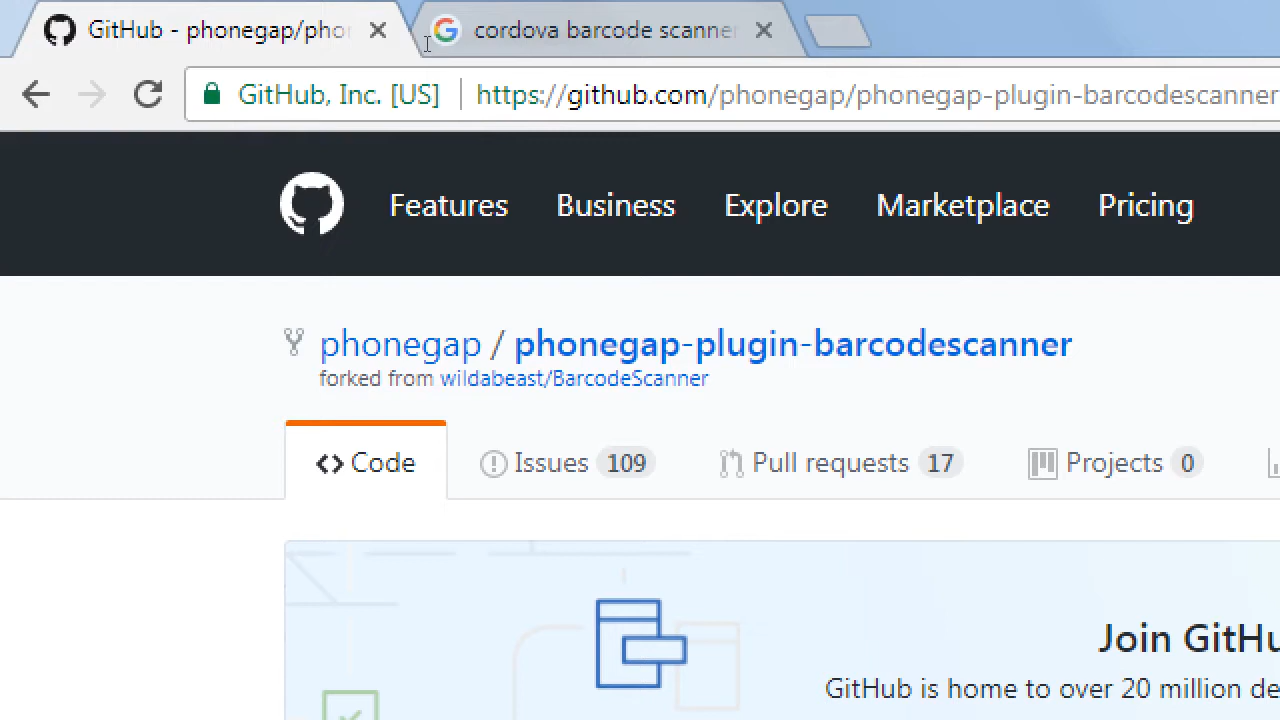 GitHub - phonegap/pho
cordova barcode scanner
GitHub, Inc. [US] https://github.com/phonegap/phonegap-plugin-barcodescanner
Features Business Explore Marketplace Pricing
phonegap / phonegap-plugin-barcodescanner
forked from wildabeast/BarcodeScanner
Code Issues 109 Pull requests 17 Projects 0
Join GitHu
GitHub is home to over 20 million de